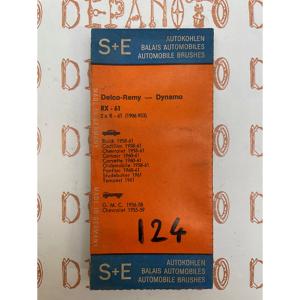 DEPANOTO
S+E
AUTOKOHLEN
BALAIS AUTOMOBILES
AUTOMOBILE BRUSHES
Delco-Remy — Dynamo
RX - 61
Buick 1958-61
Cadillac 1958-61
Chevrolet 1958-61
Corvair 1960-61
Corvette 1960-61
Oldsmobile 1958-61
Pontiac 1958-61
Studebaker 1961
Tempest 1961
G. M. C. 1956-58
Chevrolet 1955-59
124
S+E
AUTOKOHLEN
BALAIS AUTOMOBILES
AUTOMOBILE BRUSHES